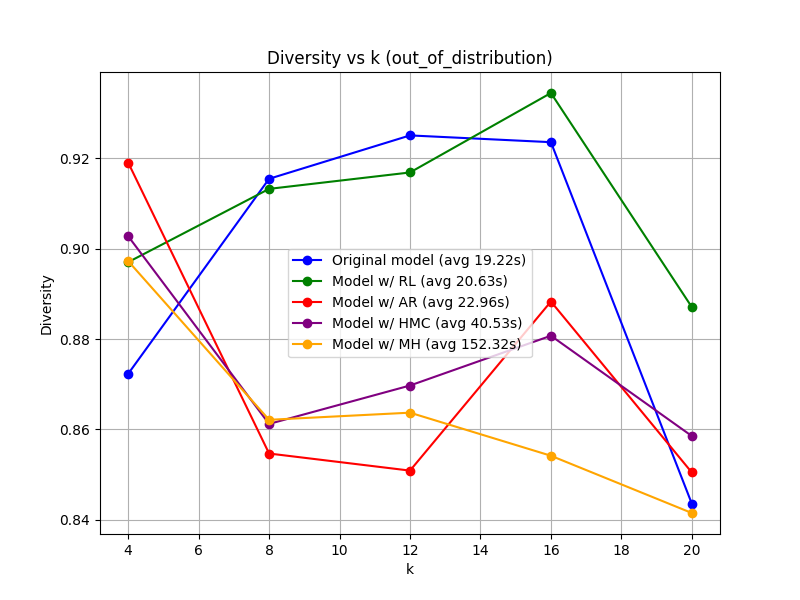 Diversity vs k (out_of_distribution)
Diversity
0.92
0.90
0.88
0.86
0.84
Original model (avg 19.22s)
Model w/ RL (avg 20.63s)
Model w/ AR (avg 22.96s)
Model w/ HMC (avg 40.53s)
Model w/ MH (avg 152.32s)
4 6 8 10 12 14 16 18 20
k